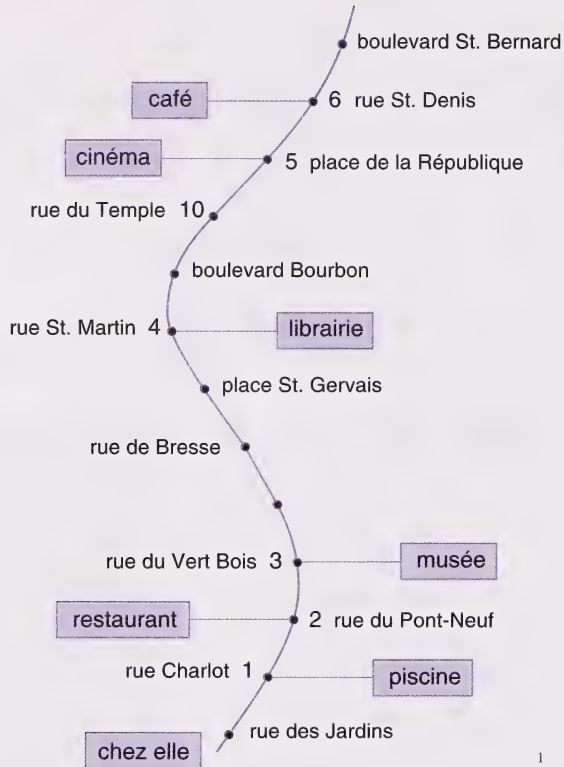 boulevard St. Bernard
café 6 rue St. Denis
cinéma 5 place de la République
rue du Temple 10
boulevard Bourbon
rue St. Martin 4 librairie
place St. Gervais
rue de Bresse
rue du Vert Bois 3 musée
restaurant 2 rue du Pont-Neuf
rue Charlot 1 piscine
rue des Jardins
chez elle
1